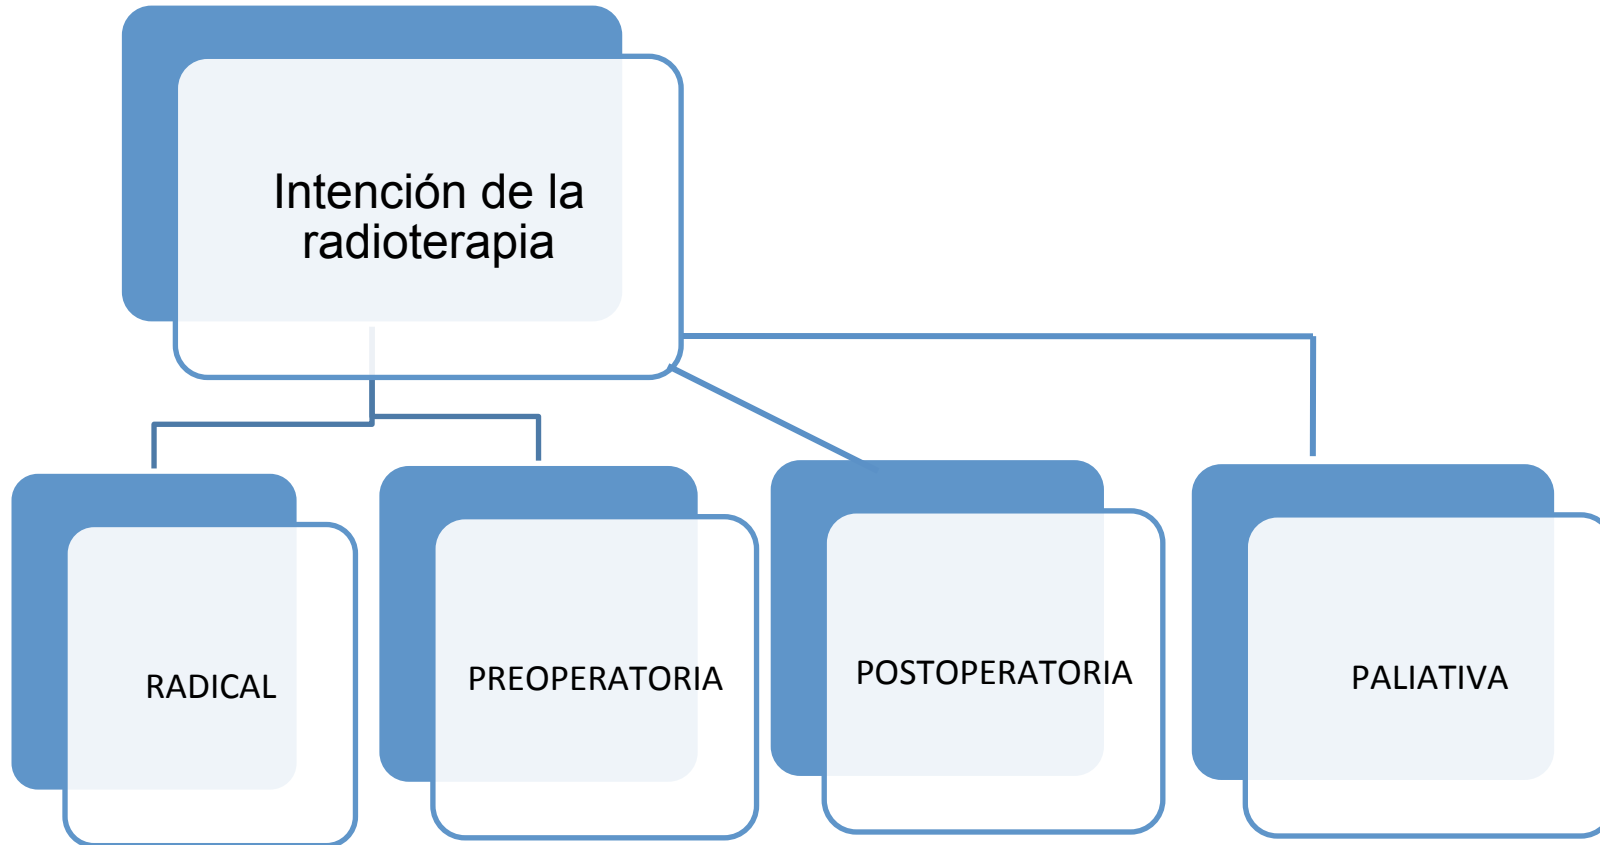 Intención de la
radioterapia
RADICAL
PREOPERATORIA
POSTOPERATORIA
PALIATIVA